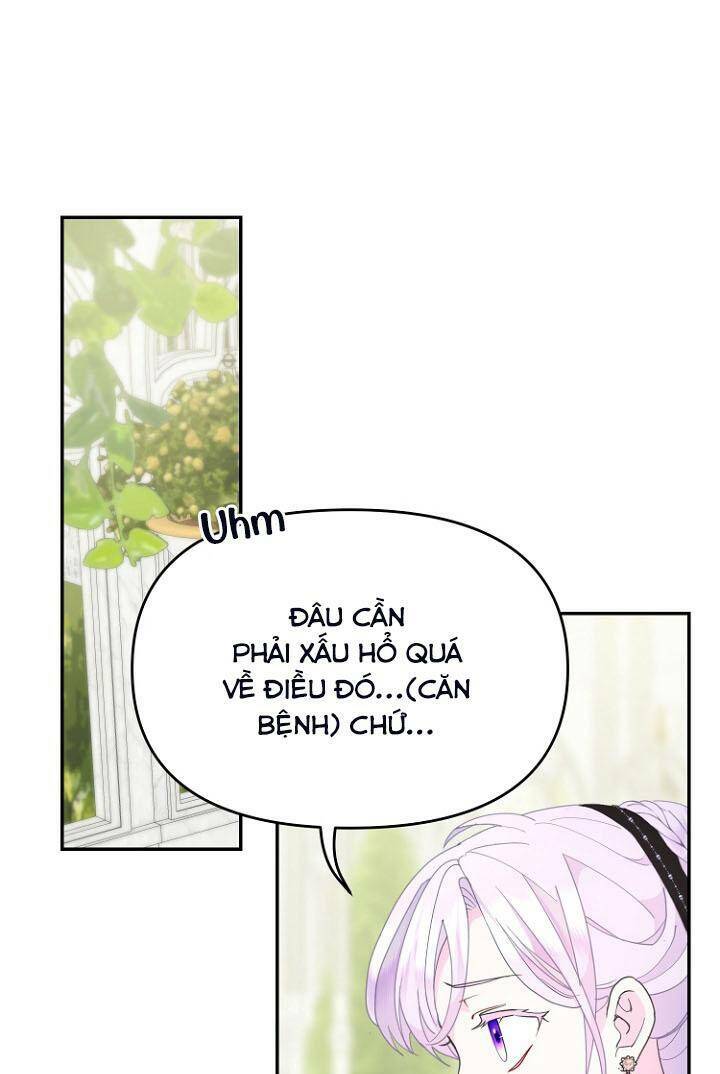 Uhm
ĐÂU CẦN
PHẢI XẤU HỔ QUÁ
VỀ ĐIỀU ĐÓ...(CĂN
BỆNH) CHỨ...